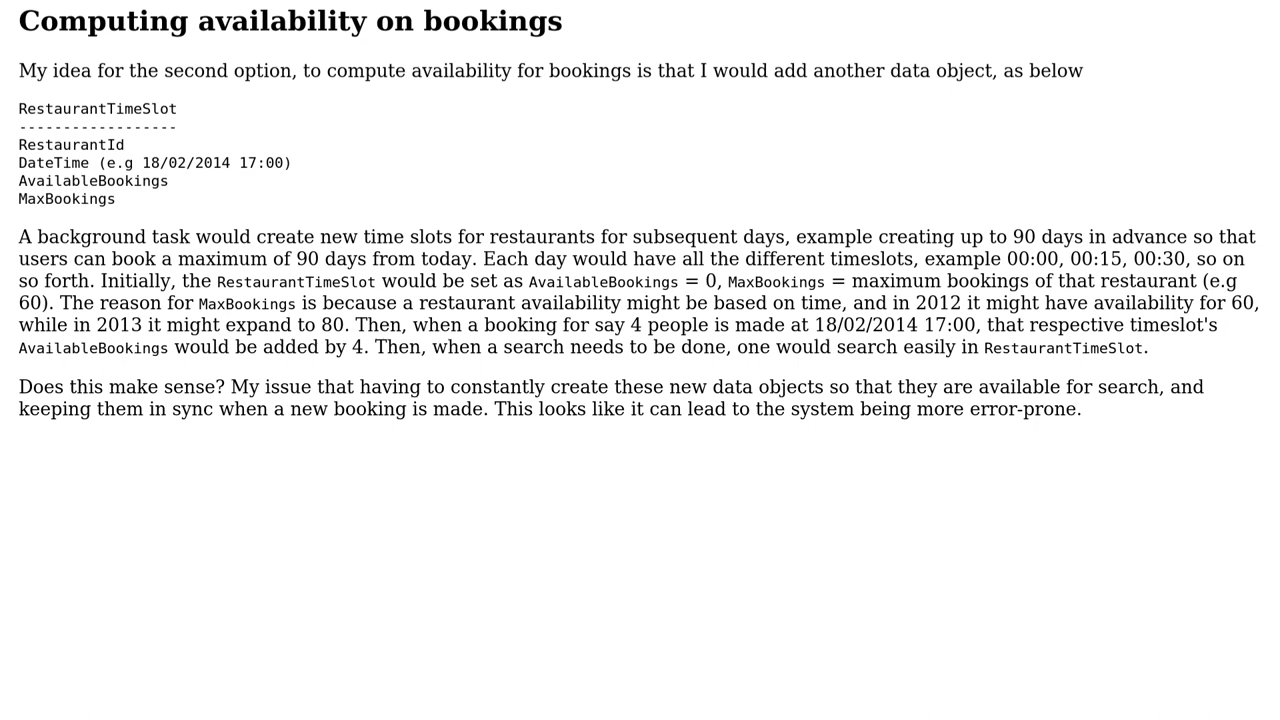 Computing availability on bookings
My idea for the second option, to compute availability for bookings is that I would add another data object, as below
RestaurantTimeSlot
------------------
RestaurantId
DateTime (e.g 18/02/2014 17:00)
AvailableBookings
MaxBookings
A background task would create new time slots for restaurants for subsequent days, example creating up to 90 days in advance so that
users can book a maximum of 90 days from today. Each day would have all the different timeslots, example 00:00, 00:15, 00:30, so on
so forth. Initially, the RestaurantTimeSlot would be set as AvailableBookings = 0, MaxBookings = maximum bookings of that restaurant (e.g
60). The reason for MaxBookings is because a restaurant availability might be based on time, and in 2012 it might have availability for 60,
while in 2013 it might expand to 80. Then, when a booking for say 4 people is made at 18/02/2014 17:00, that respective timeslot's
AvailableBookings would be added by 4. Then, when a search needs to be done, one would search easily in RestaurantTimeSlot.
Does this make sense? My issue that having to constantly create these new data objects so that they are available for search, and
keeping them in sync when a new booking is made. This looks like it can lead to the system being more error-prone.